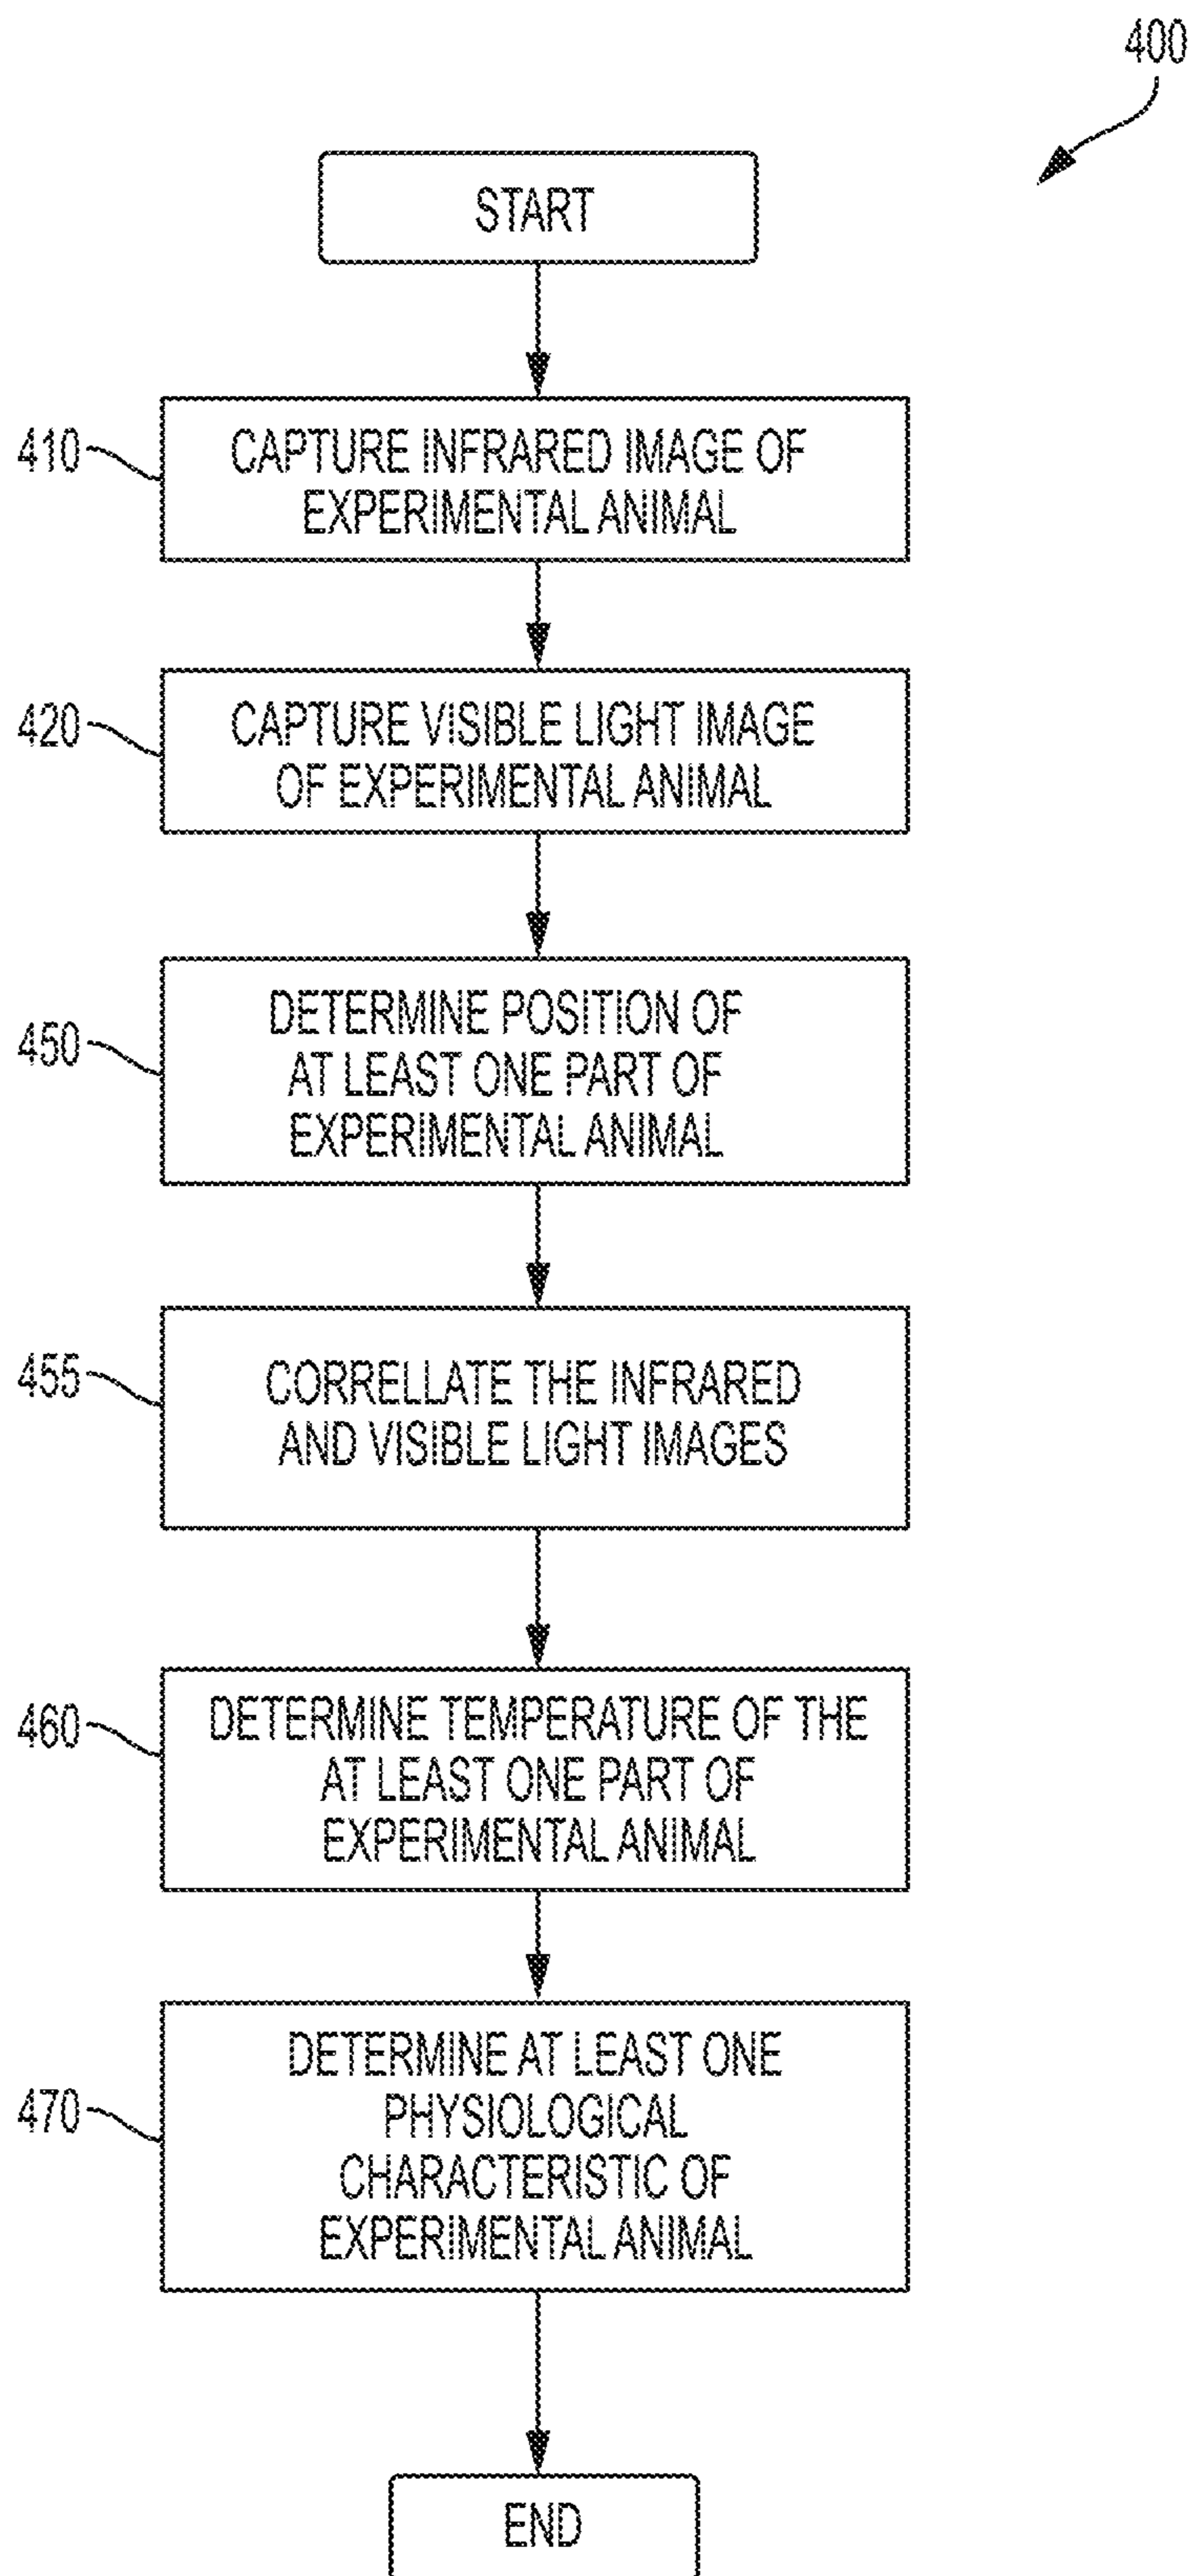 400
START
410
CAPTURE INFRARED IMAGE OF
EXPERIMENTAL ANIMAL
420
CAPTURE VISIBLE LIGHT IMAGE
OF EXPERIMENTAL ANIMAL
450
DETERMINE POSITION OF
AT LEAST ONE PART OF
EXPERIMENTAL ANIMAL
455
CORRELLATE THE INFRARED
AND VISIBLE LIGHT IMAGES
460
DETERMINE TEMPERATURE OF THE
AT LEAST ONE PART OF
EXPERIMENTAL ANIMAL
470
DETERMINE AT LEAST ONE
PHYSIOLOGICAL
CHARACTERISTIC OF
EXPERIMENTAL ANIMAL
END